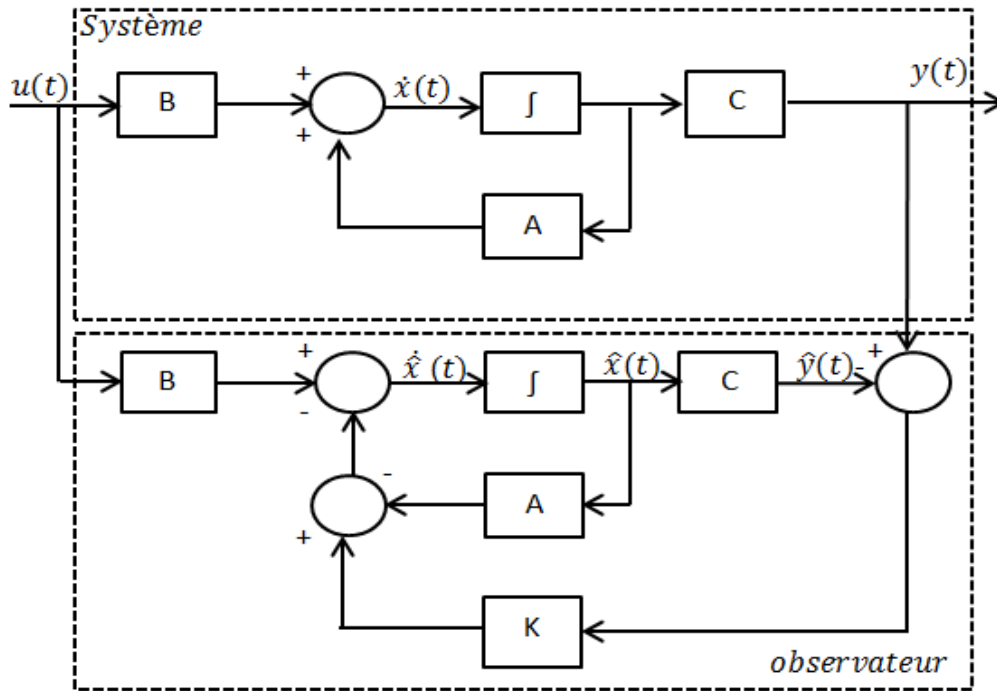 Système
u(t)
B
+
+
ẋ(t)
∫
C
y(t)
A
B
+
-
x̂̇ (t)
∫
x̂(t)
C
ŷ(t)
-
+
-
+
A
K
observateur